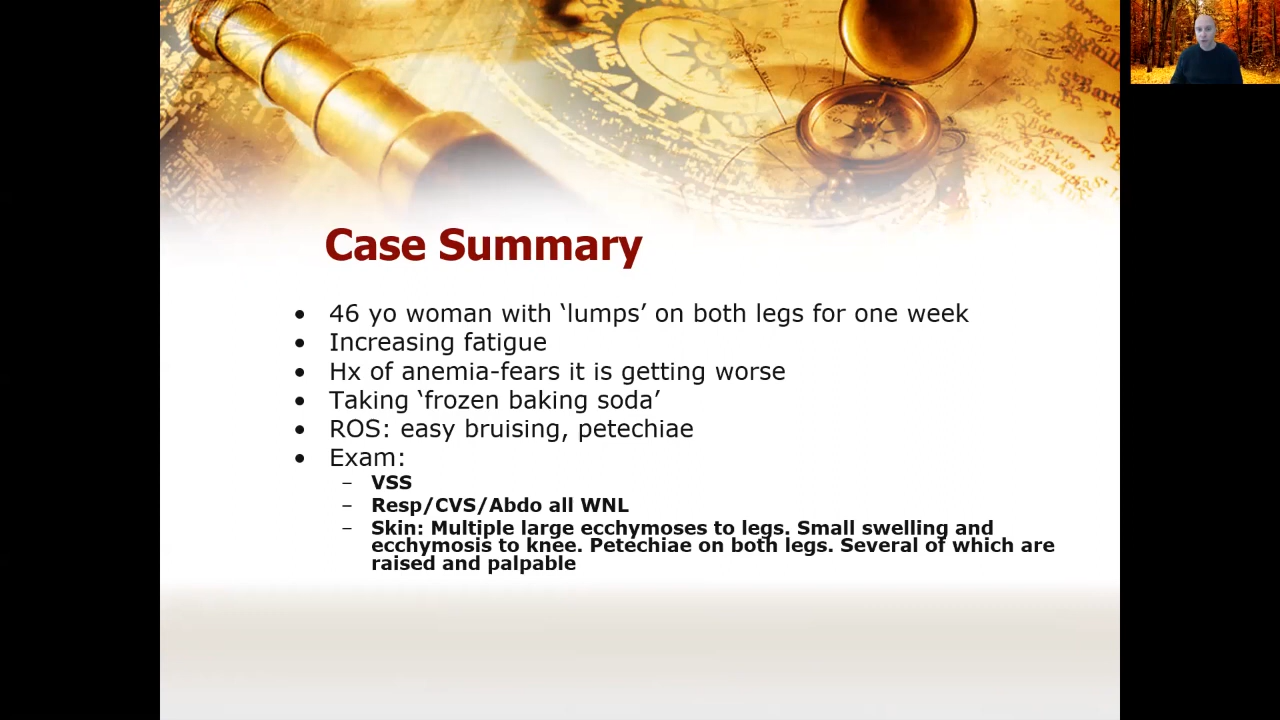 Case Summary
• 46 yo woman with ‘lumps’ on both legs for one week
• Increasing fatigue
• Hx of anemia-fears it is getting worse
• Taking ‘frozen baking soda’
• ROS: easy bruising, petechiae
• Exam:
– VSS
– Resp/CVS/Abdo all WNL
– Skin: Multiple large ecchymoses to legs. Small swelling and
ecchymosis to knee. Petechiae on both legs. Several of which are
raised and palpable